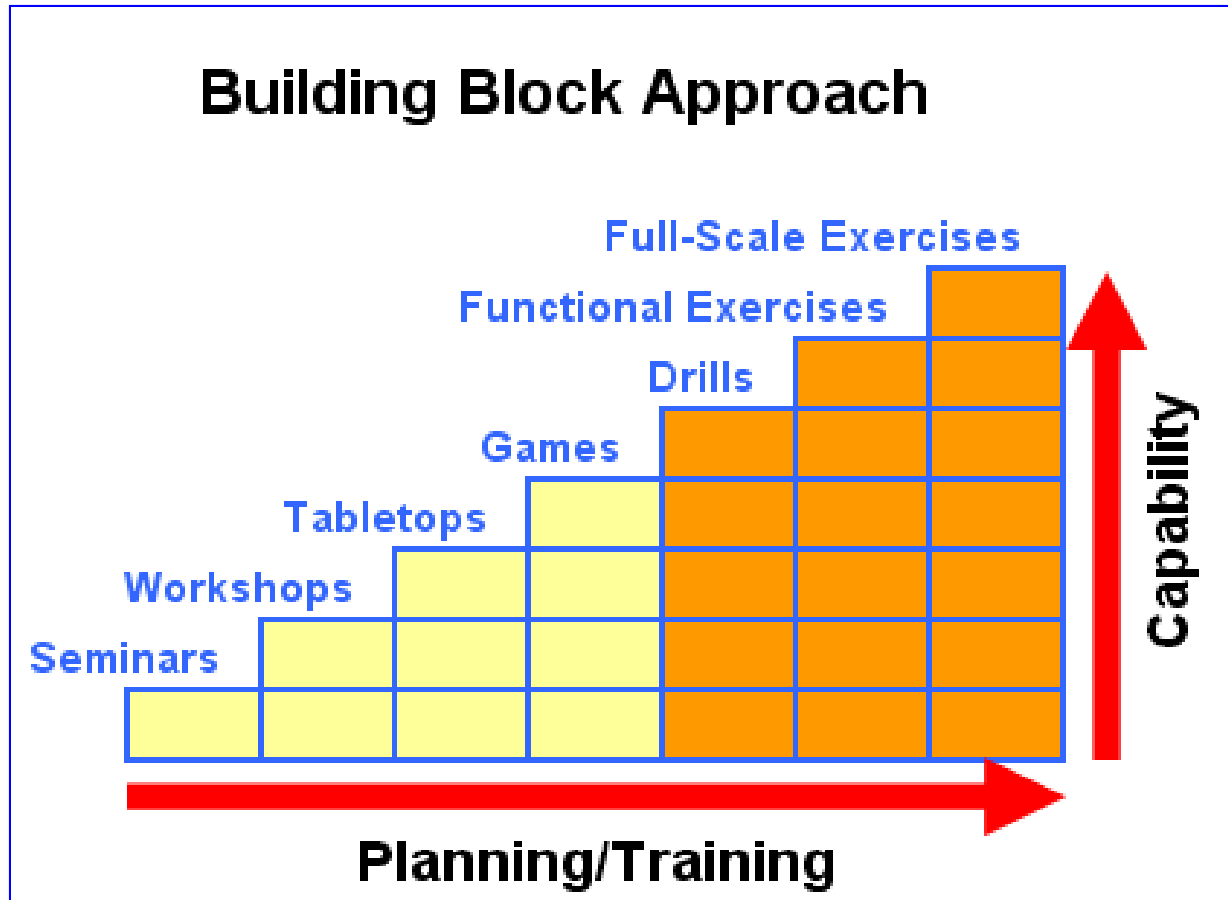 Building Block Approach
Full-Scale Exercises
Functional Exercises
Drills
Games
Tabletops
Workshops
Seminars
Capability
Planning/Training